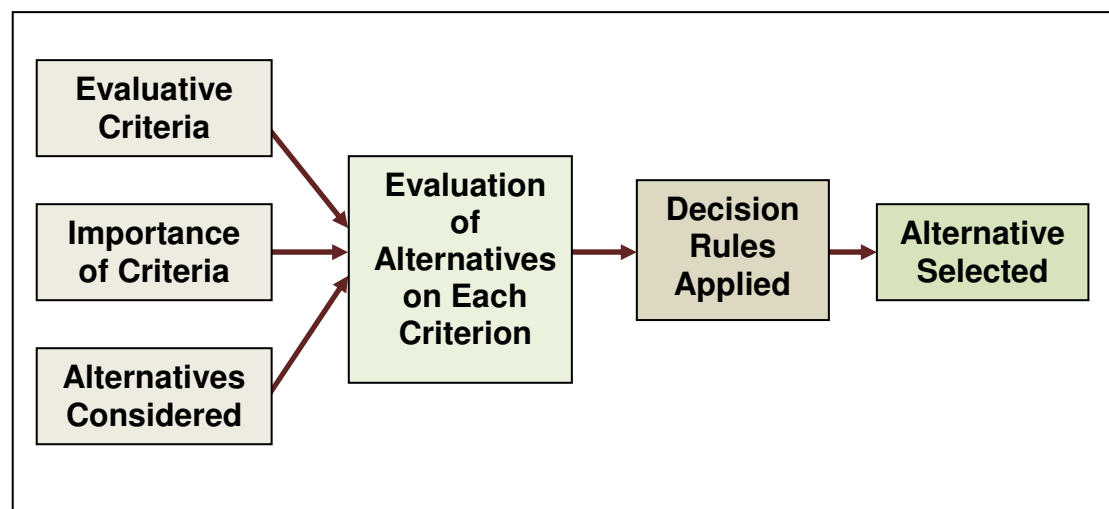 Evaluative
Criteria
Importance
of Criteria
Alternatives
Considered
Evaluation
of
Alternatives
on Each
Criterion
Decision
Rules
Applied
Alternative
Selected